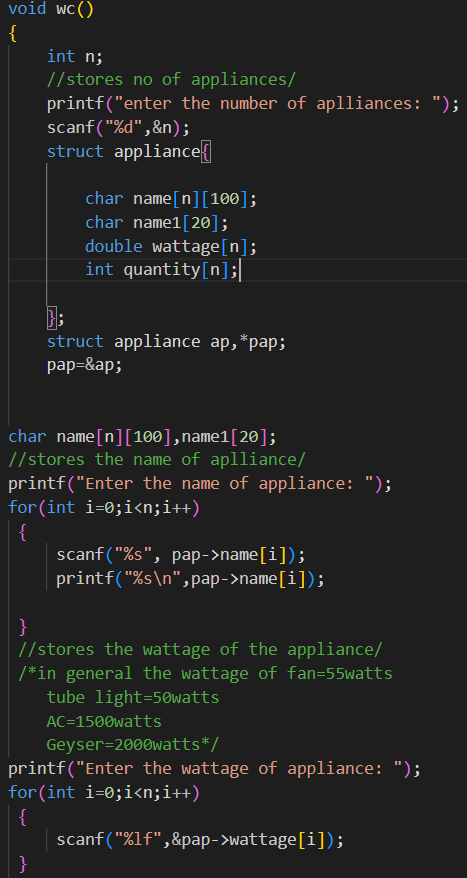 void wc()
{
int n;
//stores no of appliances/
printf("enter the number of aplliances: ");
scanf("%d",&n);
struct appliance{
char name[n][100];
char name1[20];
double wattage[n];
int quantity[n];
};
struct appliance ap,*pap;
pap=&ap;
char name[n][100],name1[20];
//stores the name of aplliance/
printf("Enter the name of appliance: ");
for(int i=0;i<n;i++)
{
scanf("%s", pap->name[i]);
printf("%s\n",pap->name[i]);
}
//stores the wattage of the appliance/
/*in general the wattage of fan=55watts
tube light=50watts
AC=1500watts
Geyser=2000watts*/
printf("Enter the wattage of appliance: ");
for(int i=0;i<n;i++)
{
scanf("%lf",&pap->wattage[i]);
}